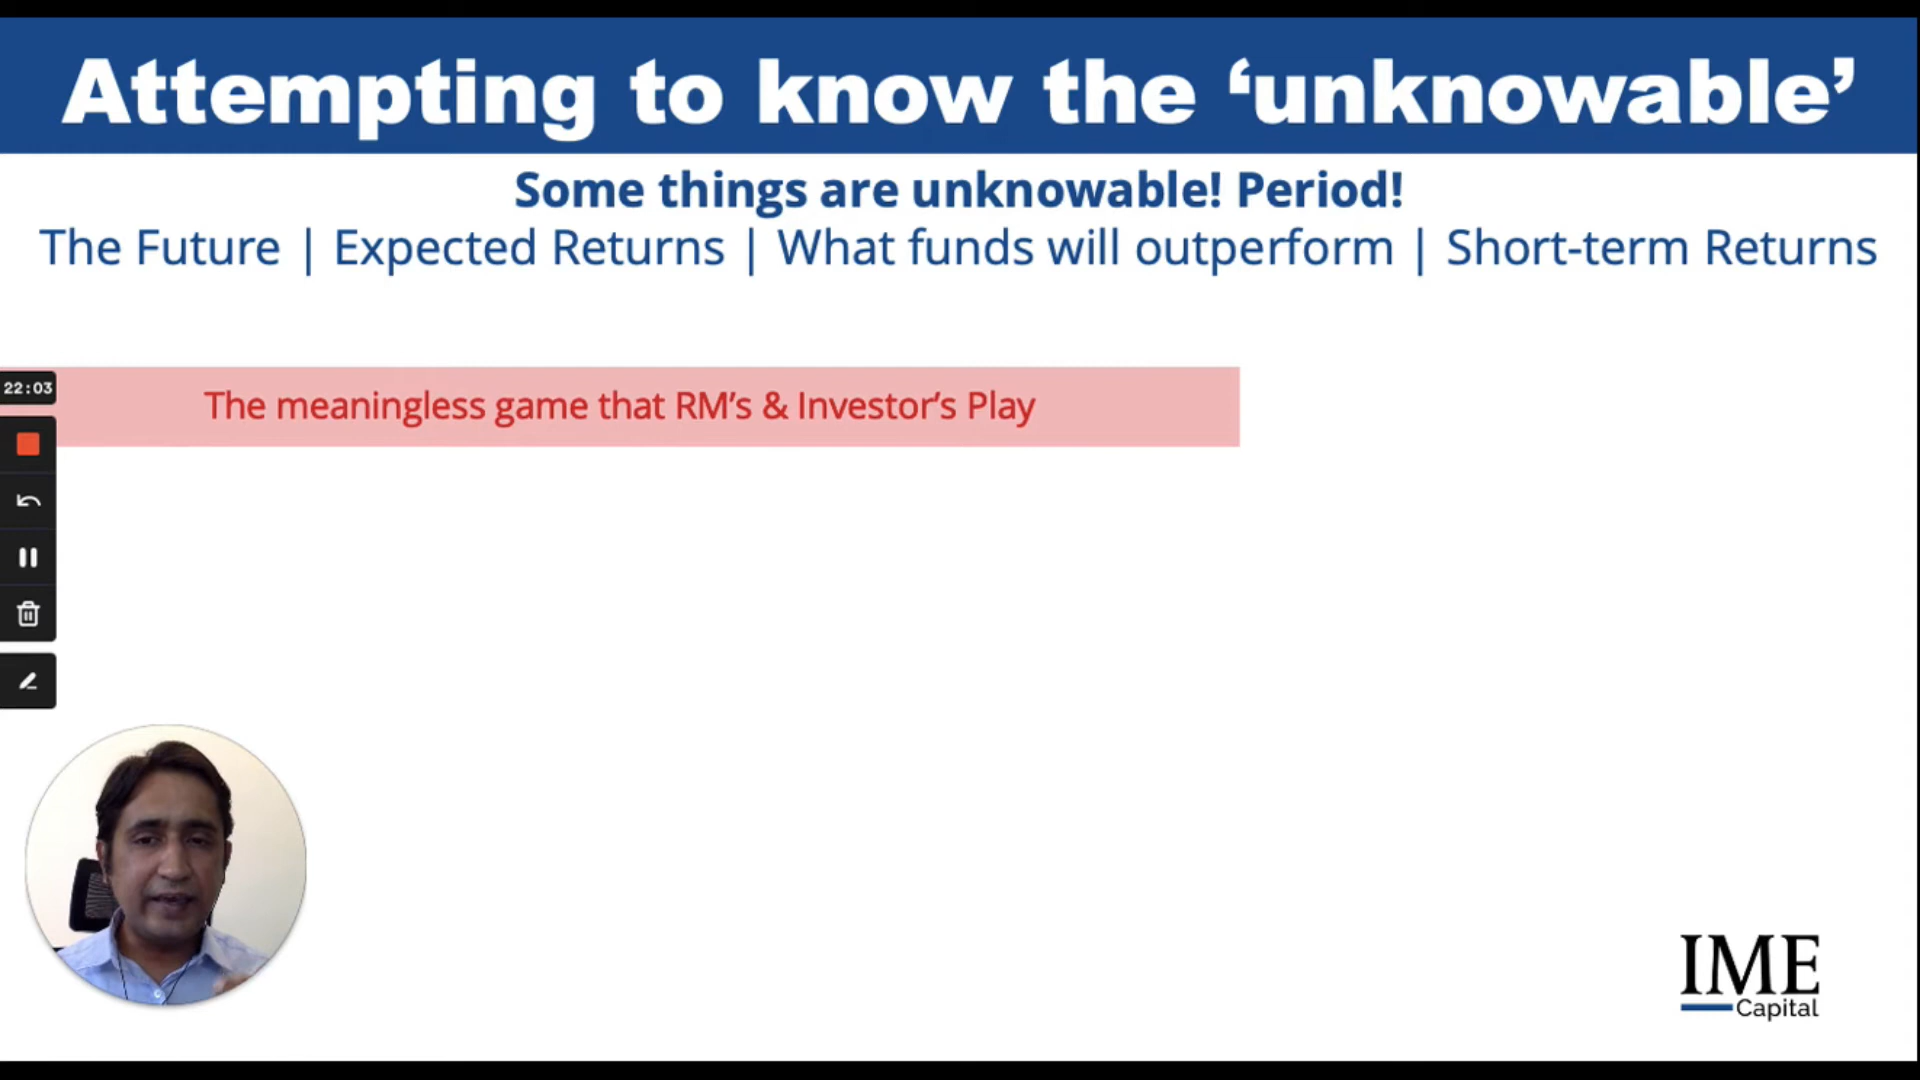 Attempting to know the ‘unknowable’
Some things are unknowable! Period!
The Future | Expected Returns | What funds will outperform | Short-term Returns
22:03
The meaningless game that RM’s & Investor’s Play
IME
Capital